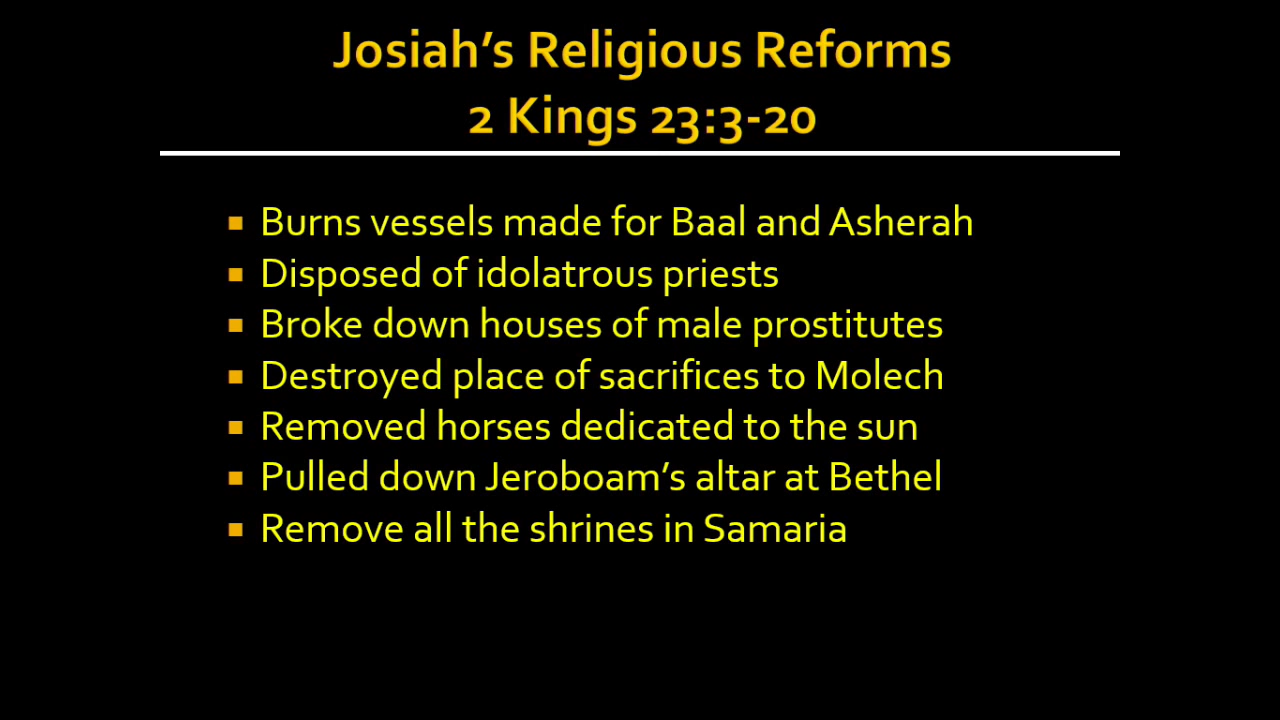 Josiah’s Religious Reforms
2 Kings 23:3-20
Burns vessels made for Baal and Asherah
Disposed of idolatrous priests
Broke down houses of male prostitutes
Destroyed place of sacrifices to Molech
Removed horses dedicated to the sun
Pulled down Jeroboam’s altar at Bethel
Remove all the shrines in Samaria